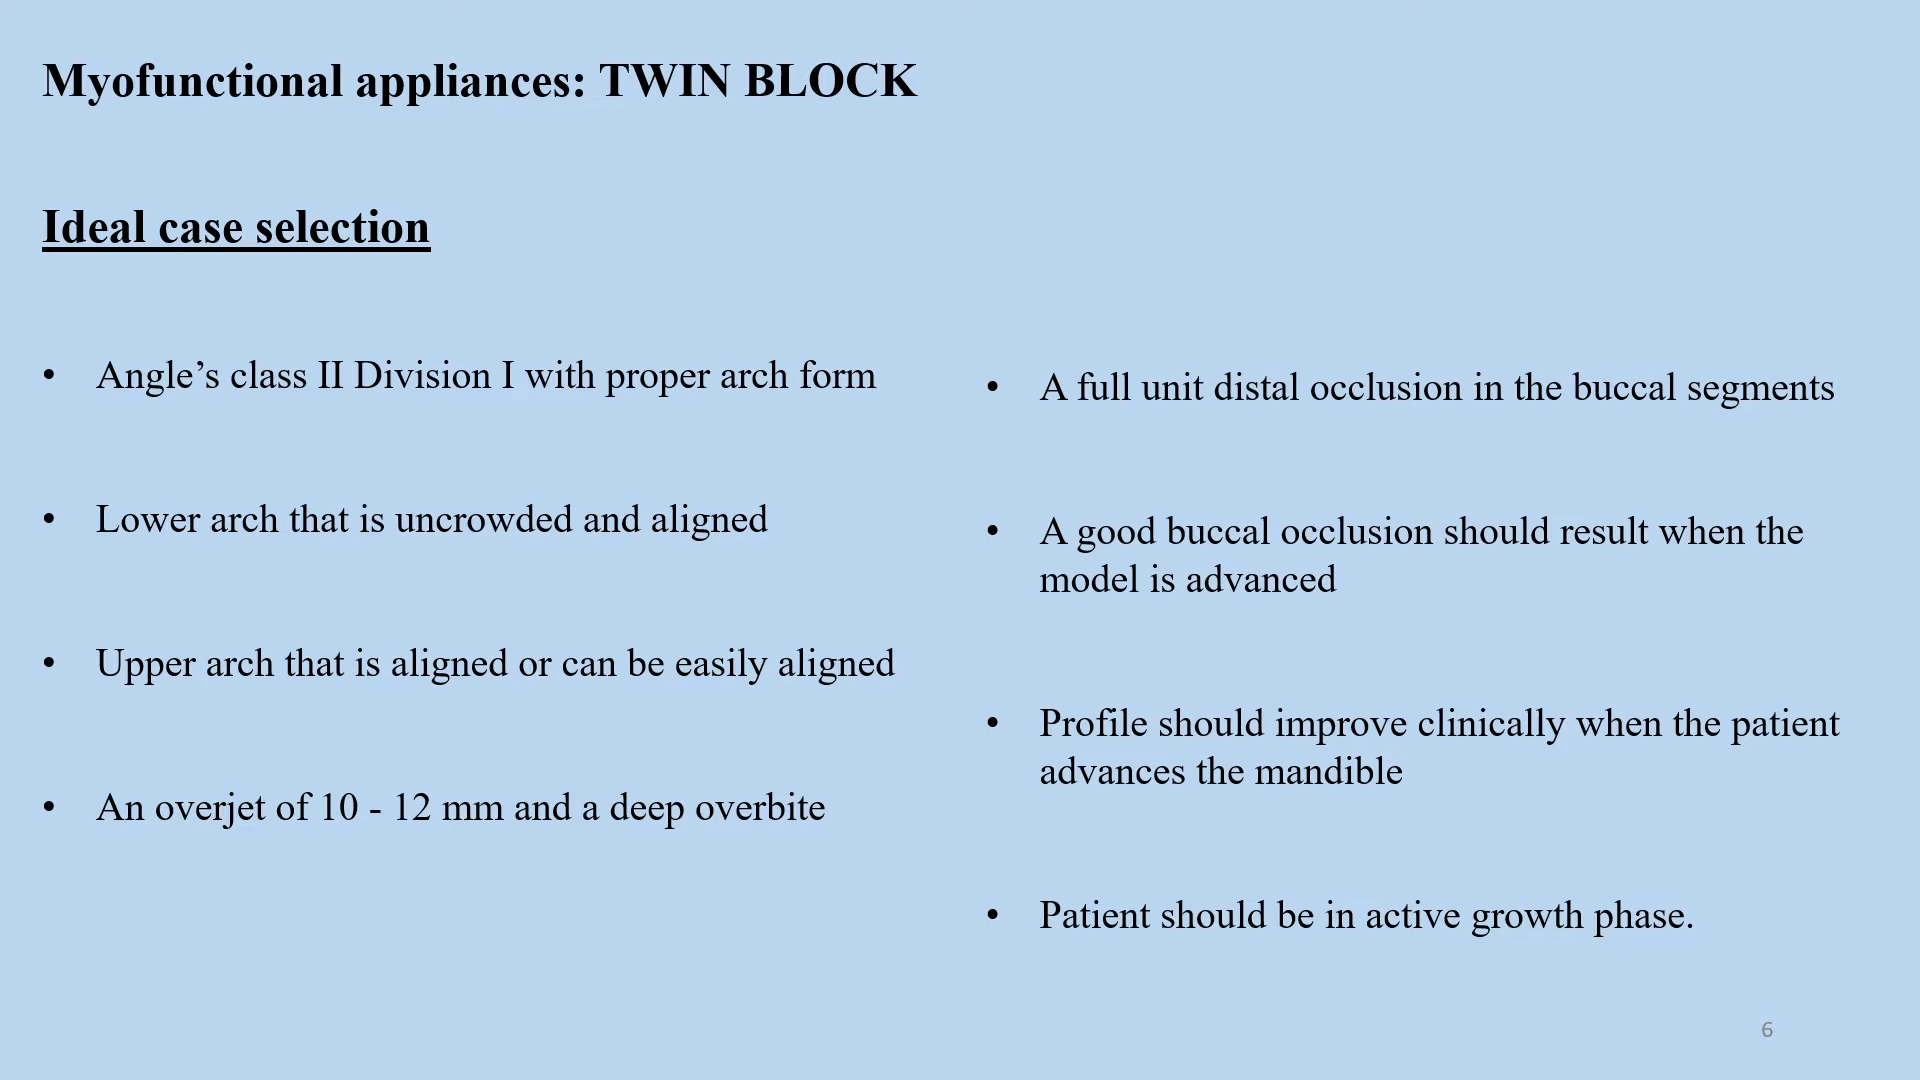 Myofunctional appliances: TWIN BLOCK
Ideal case selection
• Angle’s class II Division I with proper arch form
• Lower arch that is uncrowded and aligned
• Upper arch that is aligned or can be easily aligned
• An overjet of 10 - 12 mm and a deep overbite
• A full unit distal occlusion in the buccal segments
• A good buccal occlusion should result when the
model is advanced
• Profile should improve clinically when the patient
advances the mandible
• Patient should be in active growth phase.
6